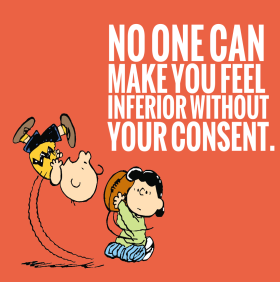 NO ONE CAN
MAKE YOU FEEL
INFERIOR WITHOUT
YOUR CONSENT.